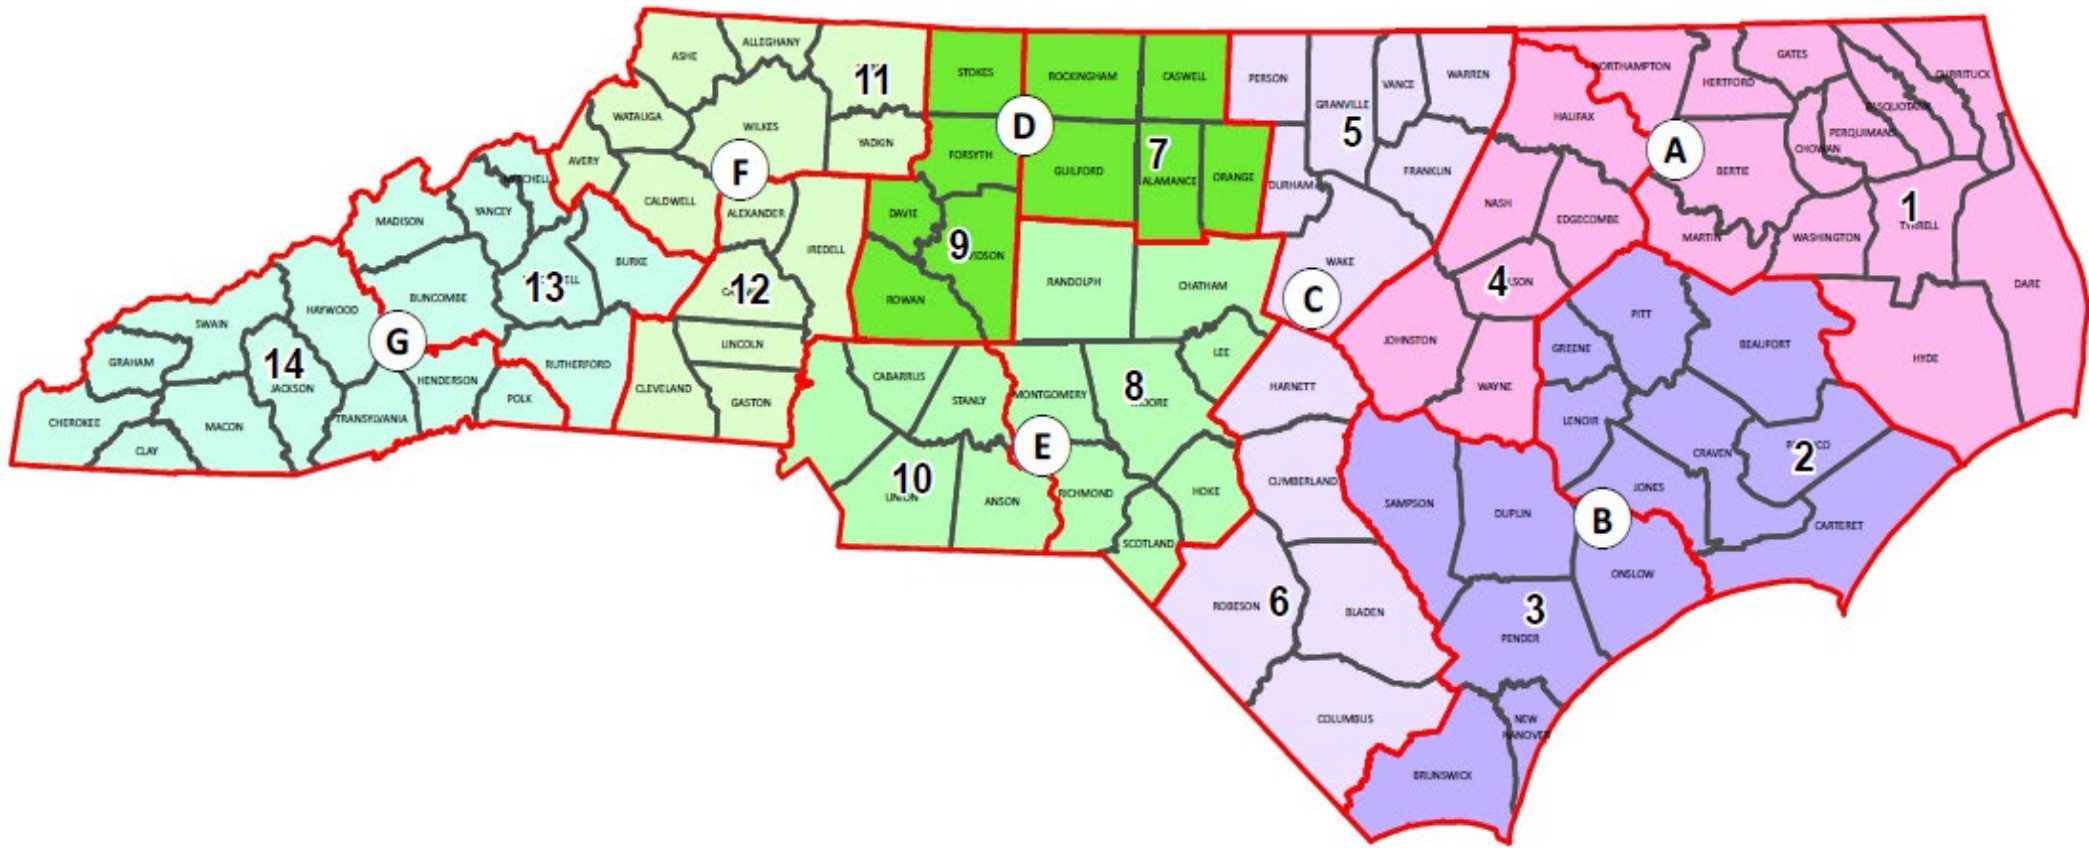 ASHE
ALLEGHANY
11
STOKES
ROCKINGHAM
CASWELL
PERSON
GRANVILLE
VANCE
WARREN
NORTHAMPTON
GATES
HERTFORD
CURRITUCK
PASQUOTANK
PERQUIMANS
CHOWAN
HALIFAX
A
BERTIE
WATAUGA
WILKES
YADKIN
D
FORSYTH
GUILFORD
7
ALAMANCE
ORANGE
5
DURHAM
FRANKLIN
AVERY
F
CALDWELL
ALEXANDER
MITCHELL
YANCEY
MADISON
DAVIE
9
IREDELL
NASH
EDGECOMBE
MARTIN
WASHINGTON
1
DARE
BURKE
13
BUNCOMBE
HAYWOOD
SWAIN
12
ROWAN
RANDOLPH
CHATHAM
WAKE
C
4
PITT
BEAUFORT
HYDE
GRAHAM
14
JACKSON
G
HENDERSON
RUTHERFORD
LINCOLN
CLEVELAND
GASTON
POLK
TRANSYLVANIA
MACON
CLAY
CHEROKEE
CABARRUS
STANLY
MONTGOMERY
8
LEE
HARNETT
JOHNSTON
WAYNE
GREENE
LENOIR
CRAVEN
2
JONES
CARTERET
E
10
ANSON
RICHMOND
HOKE
SCOTLAND
CUMBERLAND
SAMPSON
DUPLIN
B
ONSLOW
ROBESON
6
BLADEN
3
PENDER
COLUMBUS
NEW
HANOVER
BRUNSWICK